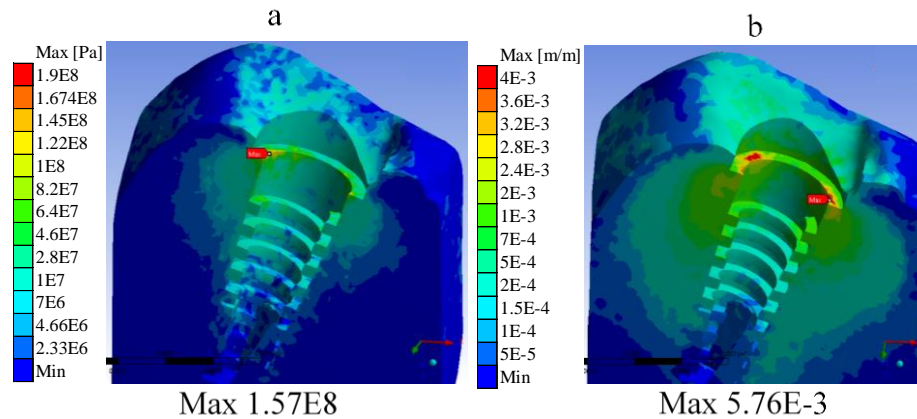 a
Max [Pa]
1.9E8
1.674E8
1.45E8
1.22E8
1E8
8.2E7
6.4E7
4.6E7
2.8E7
1E7
7E6
4.66E6
2.33E6
Min
Max
Max 1.57E8
b
Max [m/m]
4E-3
3.6E-3
3.2E-3
2.8E-3
2.4E-3
2E-3
1E-3
7E-4
5E-4
2E-4
1.5E-4
1E-4
5E-5
Min
Max
Max 5.76E-3